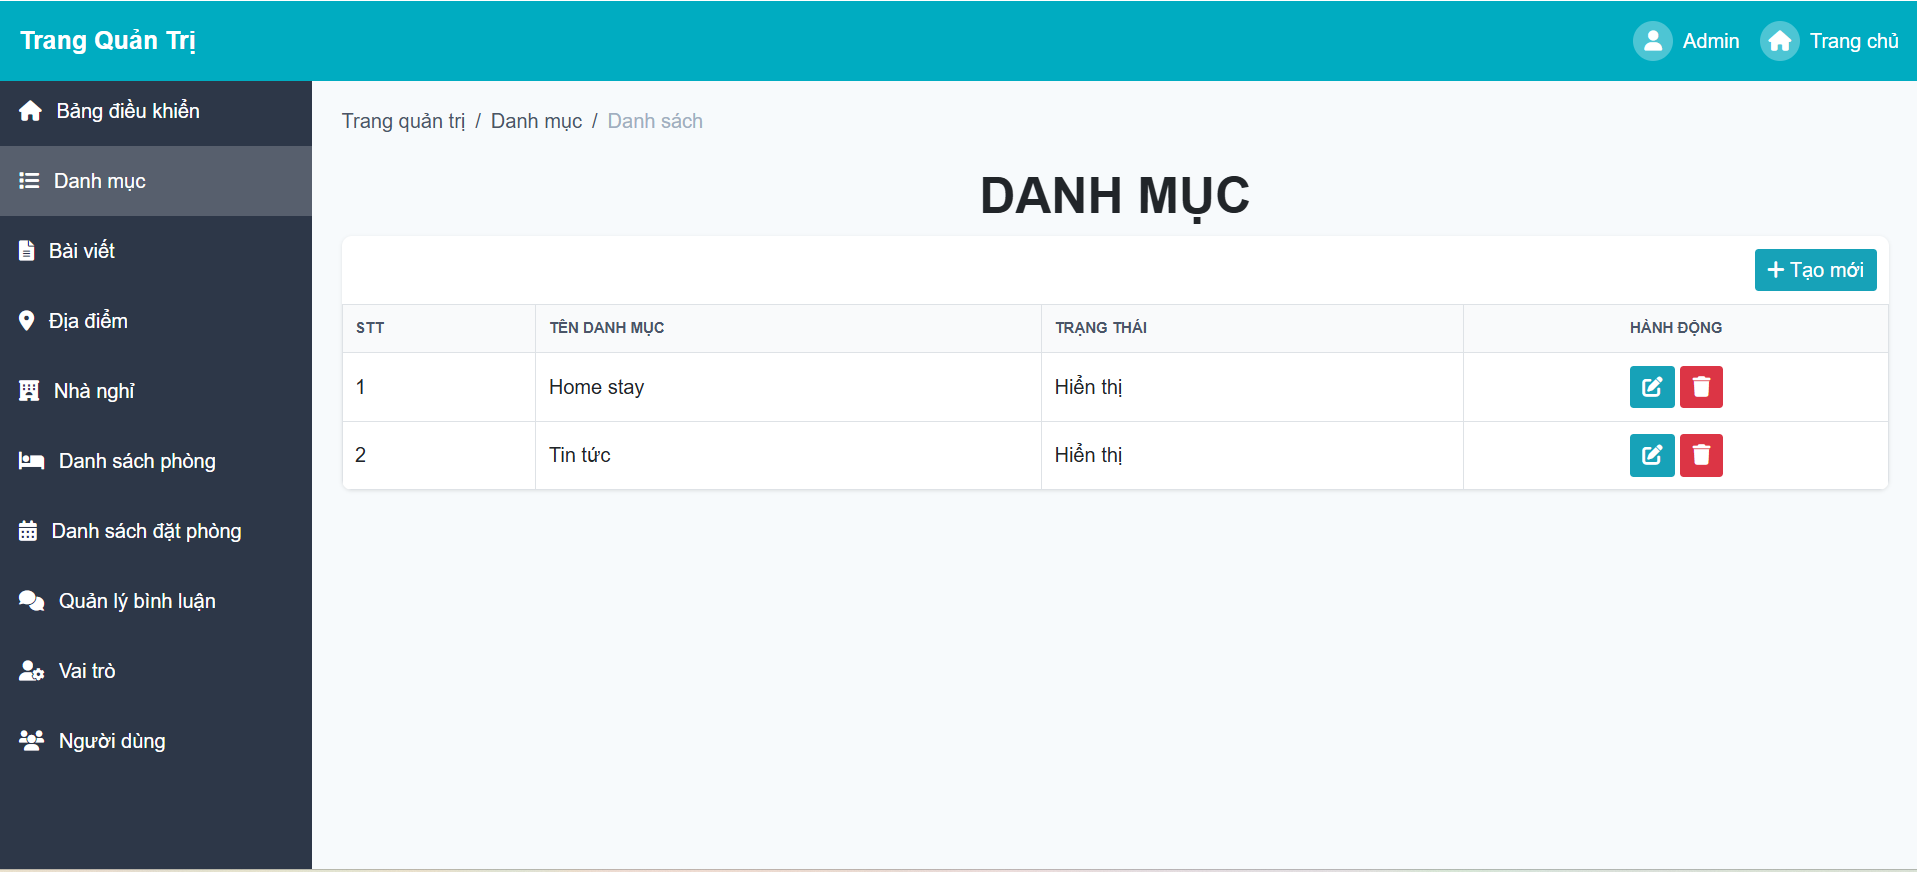 Trang Quản Trị
Admin
Trang chủ
Bảng điều khiển
Danh mục
Bài viết
Địa điểm
Nhà nghỉ
Danh sách phòng
Danh sách đặt phòng
Quản lý bình luận
Vai trò
Người dùng
Trang quản trị / Danh mục / Danh sách
DANH MỤC
+ Tạo mới
STT TÊN DANH MỤC TRẠNG THÁI HÀNH ĐỘNG
1 Home stay Hiển thị
2 Tin tức Hiển thị